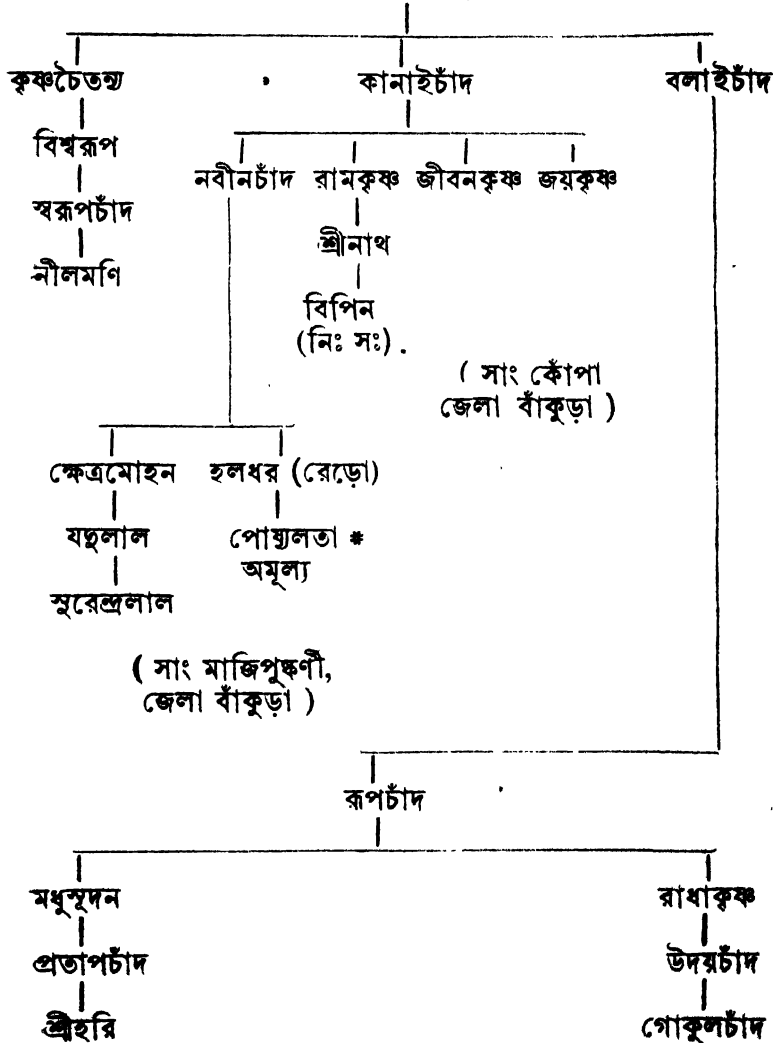 কৃষ্ণচৈতন্য কানাইচাঁদ বলাইচাঁদ
বিশ্বরূপ
নবীনচাঁদ রামকৃষ্ণ জীবনকৃষ্ণ জয়কৃষ্ণ
স্বরূপচাঁদ
শ্রীনাথ
নীলমণি
বিপিন
(নিঃ সঃ).
( সাং কোঁপা
জেলা বাঁকুড়া )
ক্ষেত্রমোহন হলধর (রেড়ো)
যদুলাল পোষ্যলতা *
অমূল্য
সুরেন্দ্রলাল
( সাং মাজিপুষ্কর্ণী,
জেলা বাঁকুড়া )
রূপচাঁদ
মধুসূদন রাধাকৃষ্ণ
প্রতাপচাঁদ উদয়চাঁদ
শ্রীহরি গোকুলচাঁদ